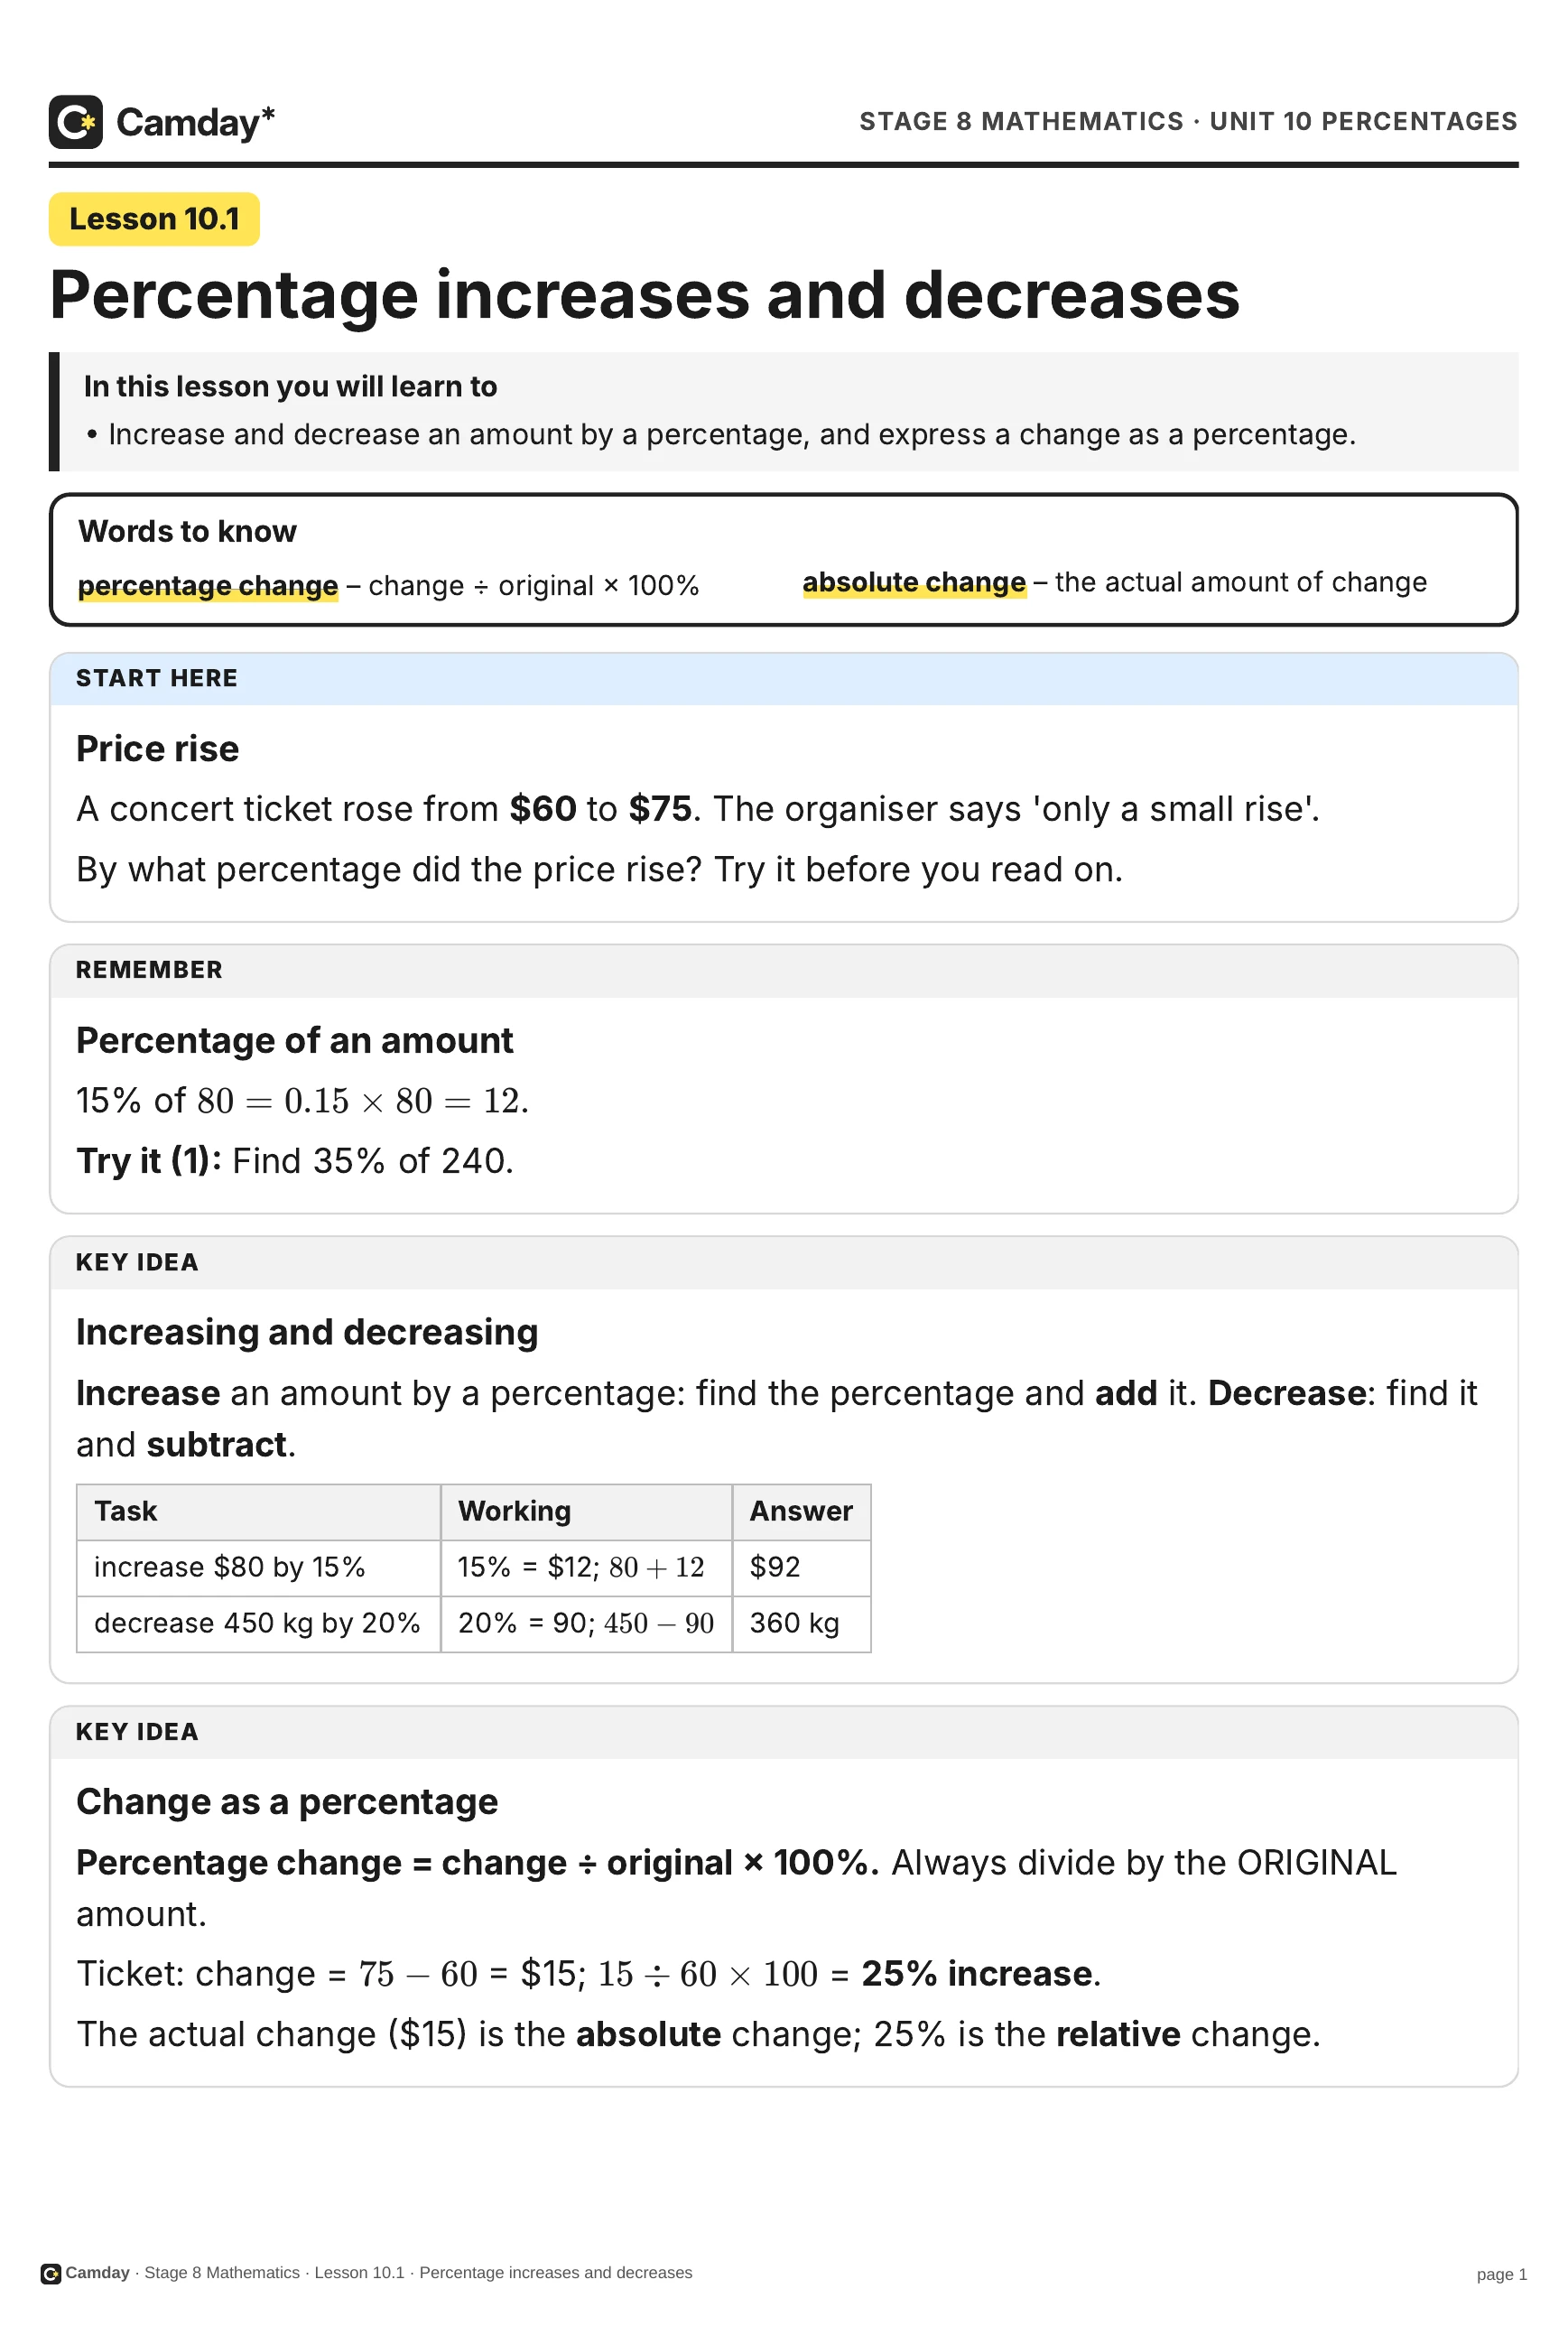 Camday*
STAGE 8 MATHEMATICS · UNIT 10 PERCENTAGES
Lesson 10.1
Percentage increases and decreases
In this lesson you will learn to
• Increase and decrease an amount by a percentage, and express a change as a percentage.
Words to know
percentage change – change ÷ original × 100%
absolute change – the actual amount of change
START HERE
Price rise
A concert ticket rose from $60 to $75. The organiser says 'only a small rise'.
By what percentage did the price rise? Try it before you read on.
REMEMBER
Percentage of an amount
15% of 80 = 0.15 × 80 = 12.
Try it (1): Find 35% of 240.
KEY IDEA
Increasing and decreasing
Increase an amount by a percentage: find the percentage and add it. Decrease: find it
and subtract.
Task Working Answer
increase $80 by 15% 15% = $12; 80 + 12 $92
decrease 450 kg by 20% 20% = 90; 450 − 90 360 kg
KEY IDEA
Change as a percentage
Percentage change = change ÷ original × 100%. Always divide by the ORIGINAL
amount.
Ticket: change = 75 − 60 = $15; 15 ÷ 60 × 100 = 25% increase.
The actual change ($15) is the absolute change; 25% is the relative change.
Camday · Stage 8 Mathematics · Lesson 10.1 · Percentage increases and decreases
page 1